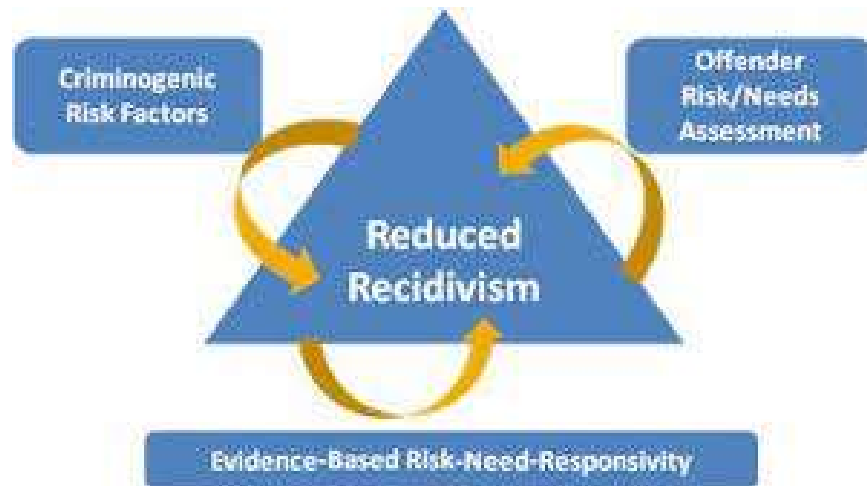 Criminogenic
Risk Factors
Offender
Risk/Needs
Assessment
Reduced
Recidivism
Evidence-Based Risk-Need-Responsivity